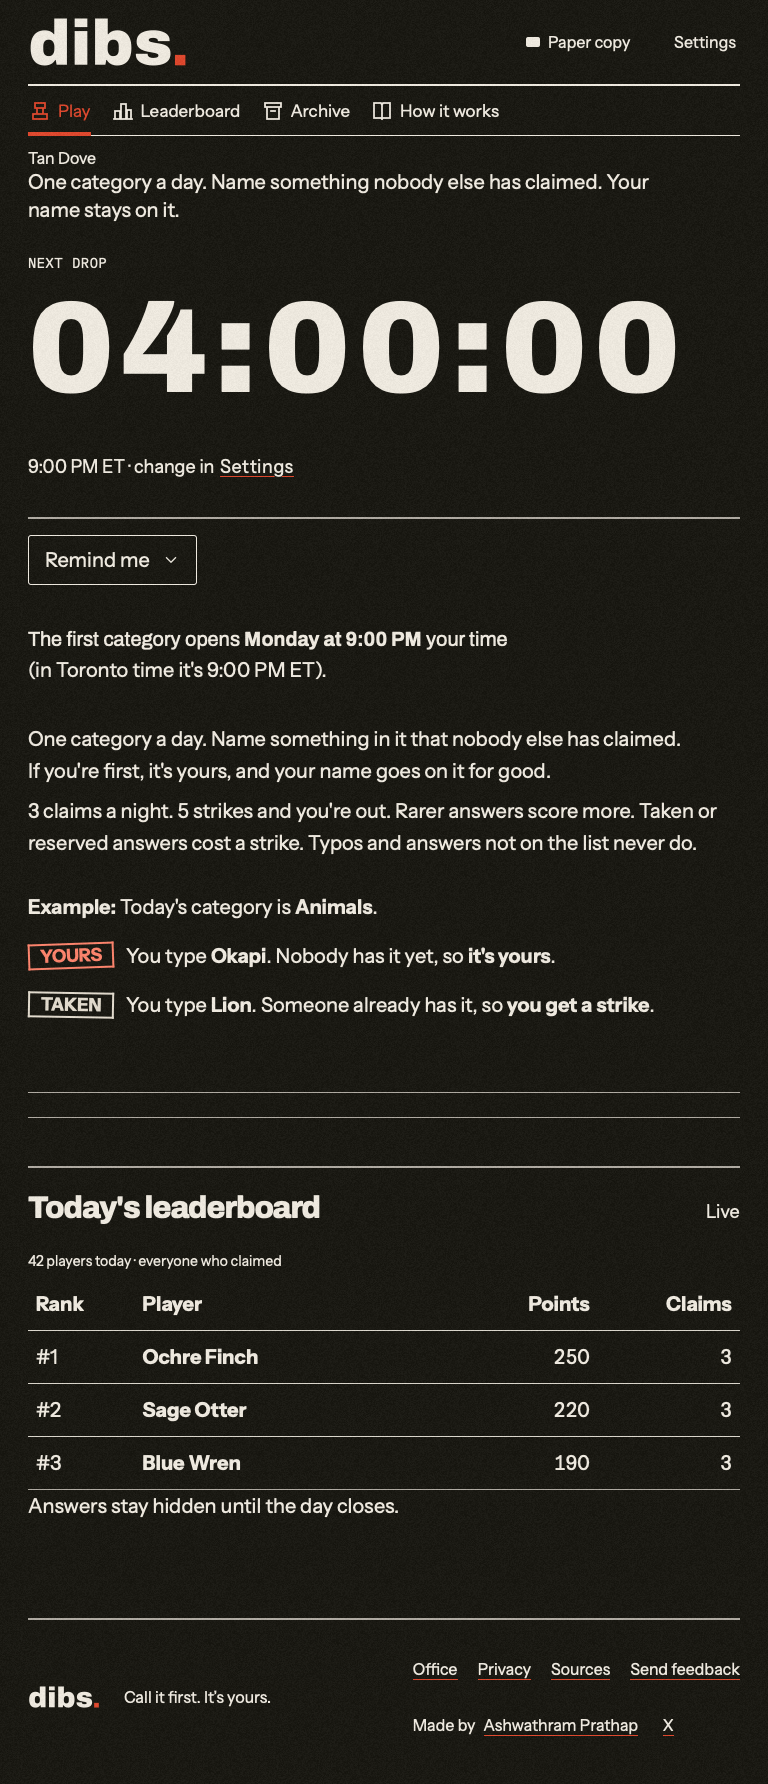 dibs.
Paper copy
Settings
Play
Leaderboard
Archive
How it works
Tan Dove
One category a day. Name something nobody else has claimed. Your
name stays on it.
NEXT DROP
04:00:00
9:00 PM ET · change in Settings
Remind me
The first category opens Monday at 9:00 PM your time
(in Toronto time it's 9:00 PM ET).
One category a day. Name something in it that nobody else has claimed.
If you're first, it's yours, and your name goes on it for good.
3 claims a night. 5 strikes and you're out. Rarer answers score more. Taken or
reserved answers cost a strike. Typos and answers not on the list never do.
Example: Today's category is Animals.
YOURS You type Okapi. Nobody has it yet, so it's yours.
TAKEN You type Lion. Someone already has it, so you get a strike.
Today's leaderboard
Live
42 players today · everyone who claimed
Rank Player Points Claims
#1 Ochre Finch 250 3
#2 Sage Otter 220 3
#3 Blue Wren 190 3
Answers stay hidden until the day closes.
dibs. Call it first. It's yours.
Office Privacy Sources Send feedback
Made by Ashwathram Prathap X